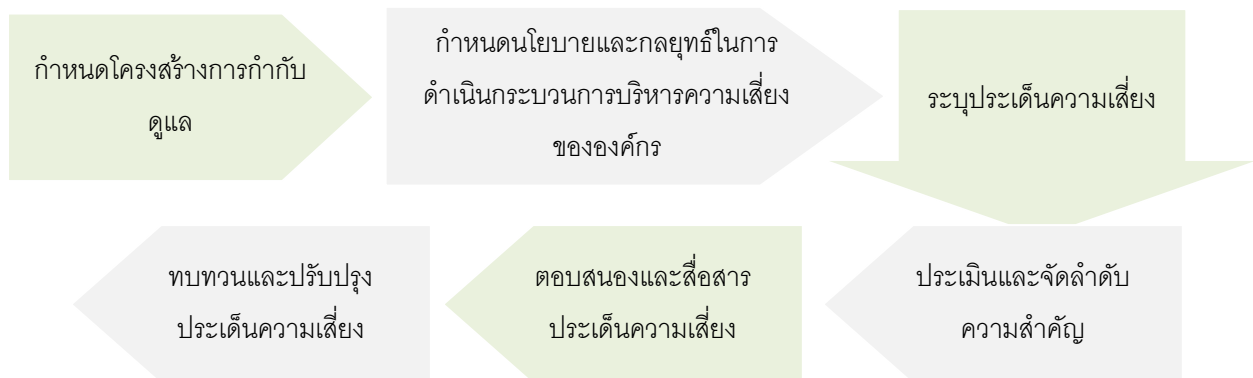 กำหนดโครงสร้างการกำกับ
ดูแล
กำหนดนโยบายและกลยุทธ์ในการ
ดำเนินกระบวนการบริหารความเสี่ยง
ขององค์กร
ระบุประเด็นความเสี่ยง
ประเมินและจัดลำดับ
ความสำคัญ
ตอบสนองและสื่อสาร
ประเด็นความเสี่ยง
ทบทวนและปรับปรุง
ประเด็นความเสี่ยง